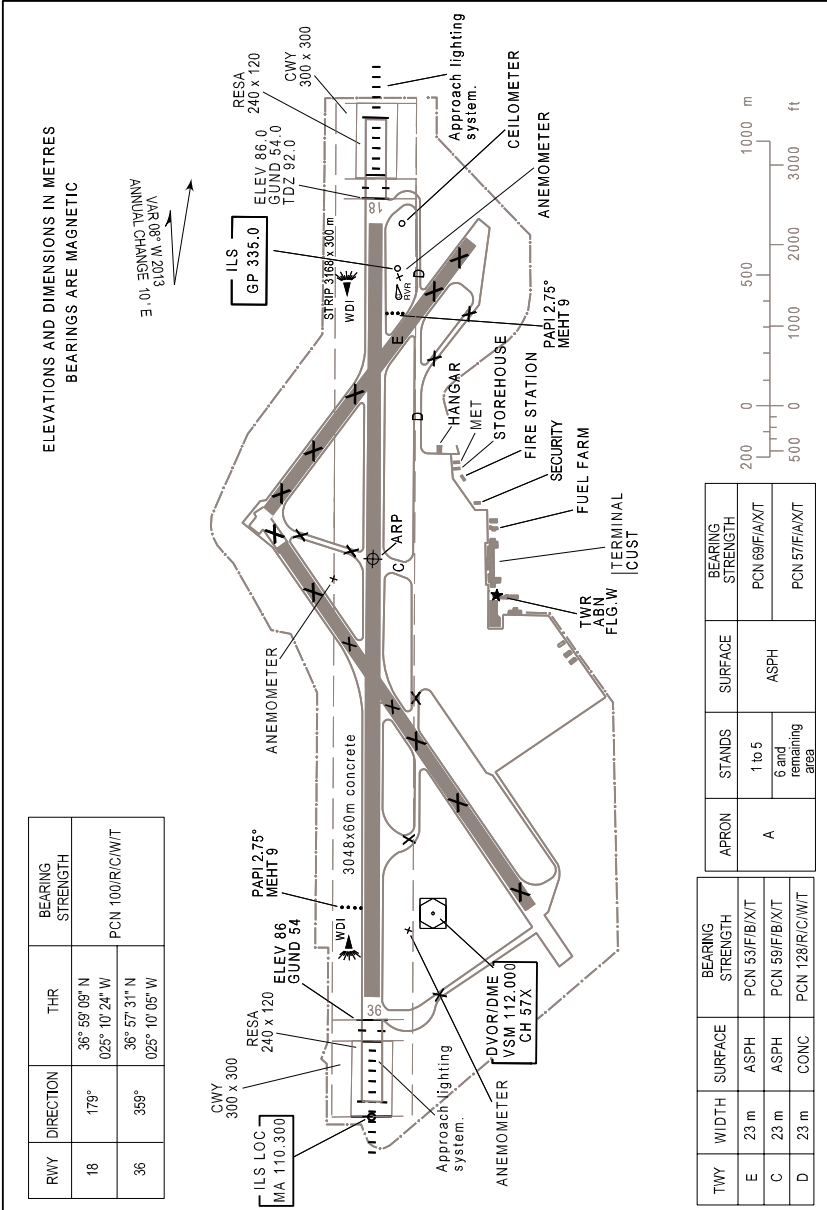 ELEVATIONS AND DIMENSIONS IN METRES
BEARINGS ARE MAGNETIC
VAR 08° W 2013
ANNUAL CHANGE 10' E
RWY DIRECTION THR BEARING STRENGTH
18 179° 36° 59' 09" N 025° 10' 24" W PCN 100/R/C/W/T
36 359° 36° 57' 31" N 025° 10' 05" W
RESA
240 x 120
CWY
300 x 300
Approach lighting
system.
CEILOMETER
ANEMOMETER
ELEV 86.0
GUND 54.0
TDZ 92.0
18
ILS
GP 335.0
STRIP 3168 x 300 m
WDI
RVR
D
E
PAPI 2.75°
MEHT 9
D
HANGAR
MET
STOREHOUSE
FIRE STATION
SECURITY
FUEL FARM
TERMINAL
CUST
TWR
ABN
FLG.W
ARP
C
ANEMOMETER
3048x60m concrete
PAPI 2.75°
MEHT 9
WDI
ELEV 86
GUND 54
36
RESA
240 x 120
CWY
300 x 300
ILS LOC
MA 110.300
Approach lighting
system.
ANEMOMETER
DVOR/DME
VSM 112.000
CH 57X
TWY WIDTH SURFACE BEARING STRENGTH
E 23 m ASPH PCN 53/F/B/X/T
C 23 m ASPH PCN 59/F/B/X/T
D 23 m CONC PCN 128/R/C/W/T
APRON STANDS SURFACE BEARING STRENGTH
A 1 to 5 ASPH PCN 69/F/A/X/T
6 and remaining area PCN 57/F/A/X/T
200 0 500 1000 m
500 0 1000 2000 3000 ft